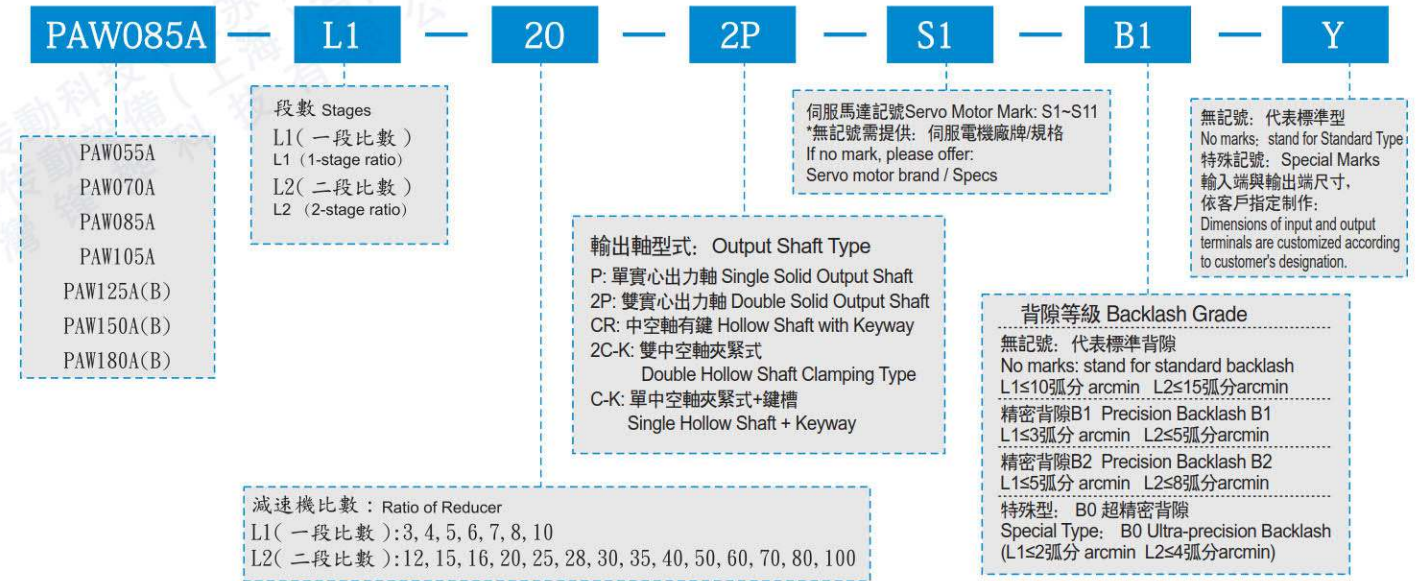 PAW085A — L1 — 20 — 2P — S1 — B1 — Y
PAW055A
PAW070A
PAW085A
PAW105A
PAW125A(B)
PAW150A(B)
PAW180A(B)
段數 Stages
L1( 一段比數 )
L1（1-stage ratio）
L2( 二段比數 )
L2 （2-stage ratio）
減速機比數：Ratio of Reducer
L1( 一段比數 ):3, 4, 5, 6, 7, 8, 10
L2( 二段比數 ):12, 15, 16, 20, 25, 28, 30, 35, 40, 50, 60, 70, 80, 100
輸出軸型式：Output Shaft Type
P: 單實心出力軸 Single Solid Output Shaft
2P: 雙實心出力軸 Double Solid Output Shaft
CR: 中空軸有鍵 Hollow Shaft with Keyway
2C-K: 雙中空軸夾緊式
Double Hollow Shaft Clamping Type
C-K: 單中空軸夾緊式+鍵槽
Single Hollow Shaft + Keyway
伺服馬達記號Servo Motor Mark: S1~S11
*無記號需提供：伺服電機廠牌/規格
If no mark, please offer:
Servo motor brand / Specs
背隙等級 Backlash Grade
無記號：代表標準背隙
No marks: stand for standard backlash
L1≤10弧分 arcmin L2≤15弧分arcmin
精密背隙B1 Precision Backlash B1
L1≤3弧分 arcmin L2≤5弧分arcmin
精密背隙B2 Precision Backlash B2
L1≤5弧分 arcmin L2≤8弧分arcmin
特殊型： B0 超精密背隙
Special Type： B0 Ultra-precision Backlash
(L1≤2弧分 arcmin L2≤4弧分arcmin)
無記號：代表標準型
No marks：stand for Standard Type
特殊記號：Special Marks
輸入端與輸出端尺寸，
依客戶指定制作：
Dimensions of input and output
terminals are customized according
to customer's designation.